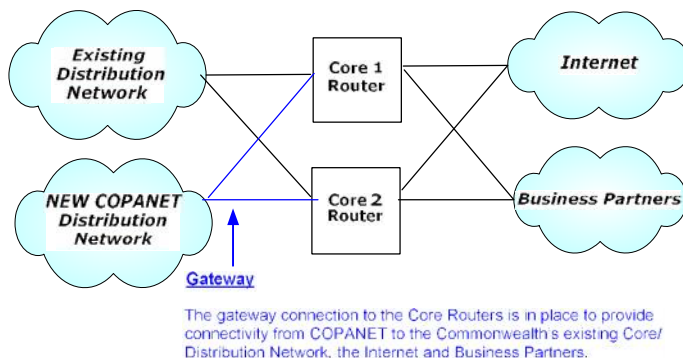 Existing
Distribution
Network
Core 1
Router
Internet
NEW COPANET
Distribution
Network
Core 2
Router
Business Partners
Gateway
The gateway connection to the Core Routers is in place to provide
connectivity from COPANET to the Commonwealth's existing Core/
Distribution Network, the Internet and Business Partners.